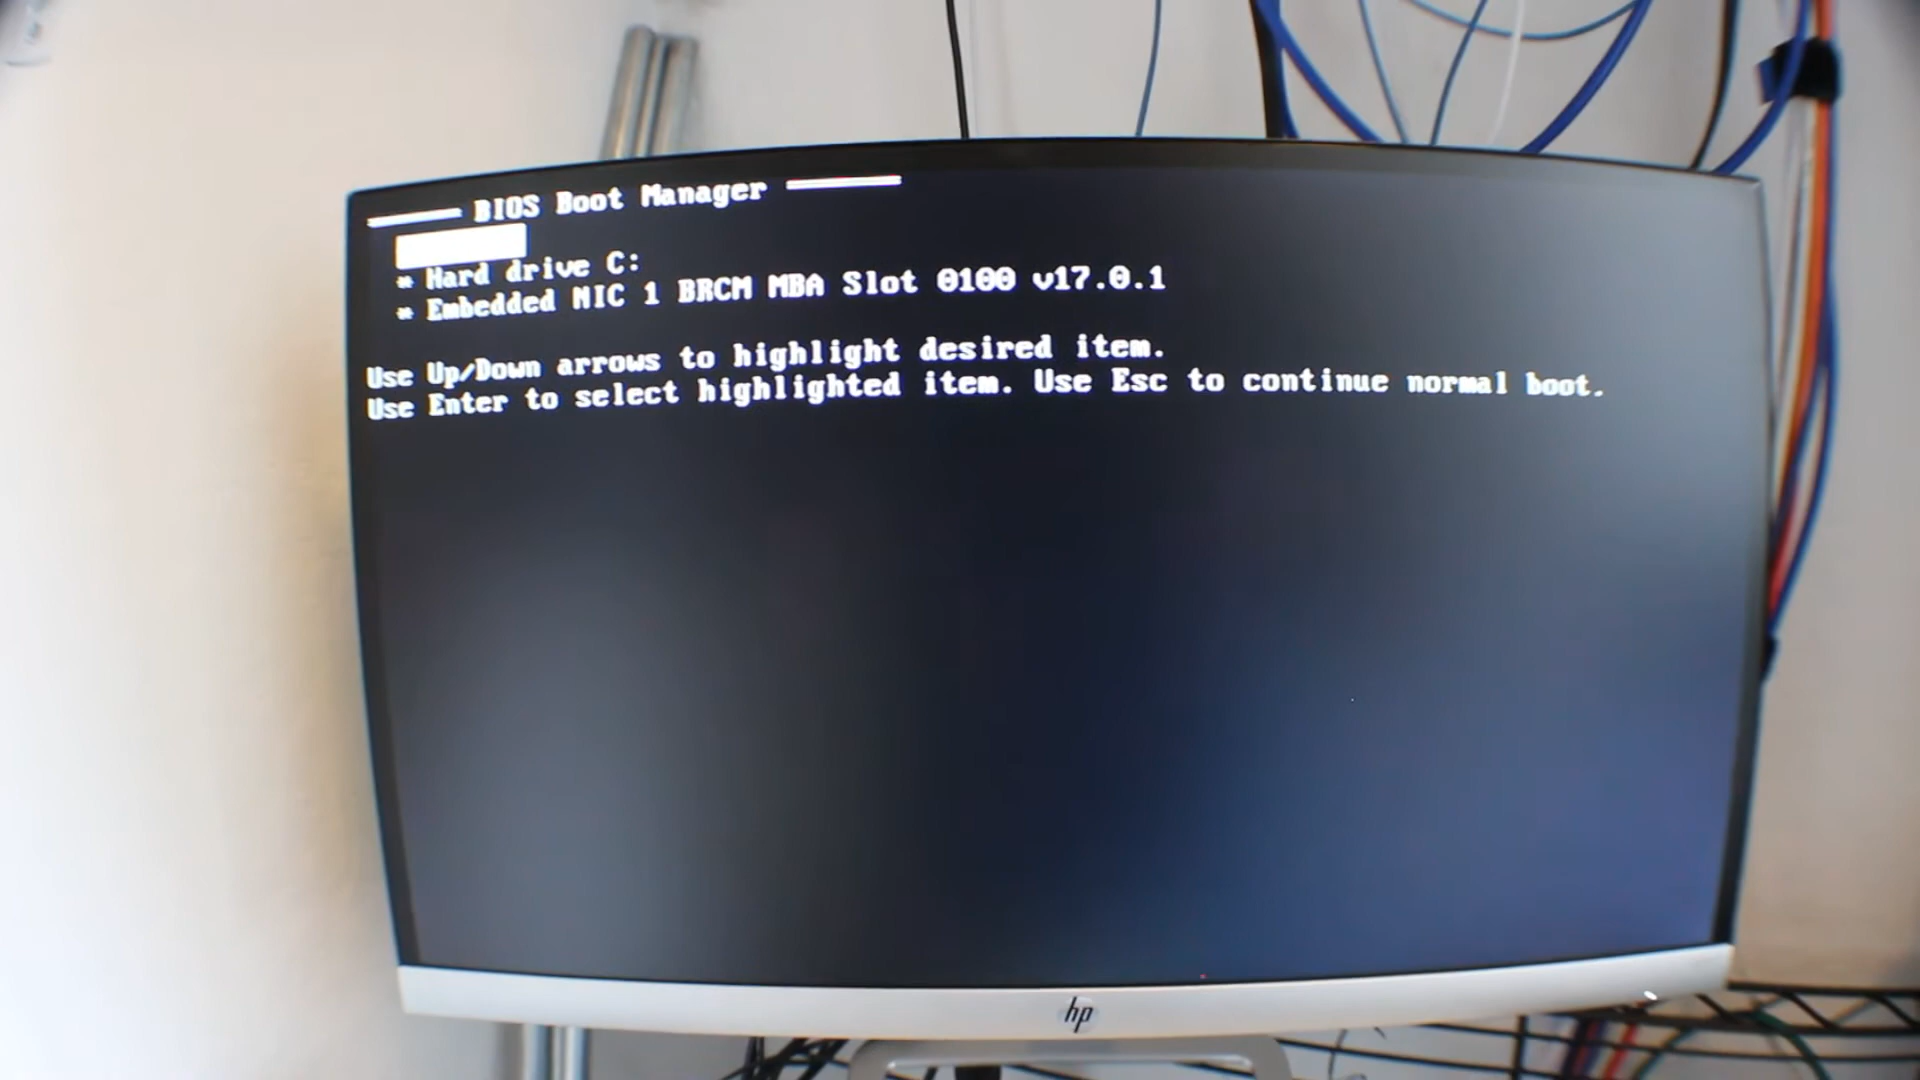 BIOS Boot Manager
* Hard drive C:
* Embedded NIC 1 BRCM MBA Slot 0100 v17.0.1
Use Up/Down arrows to highlight desired item.
Use Enter to select highlighted item. Use Esc to continue normal boot.
hp